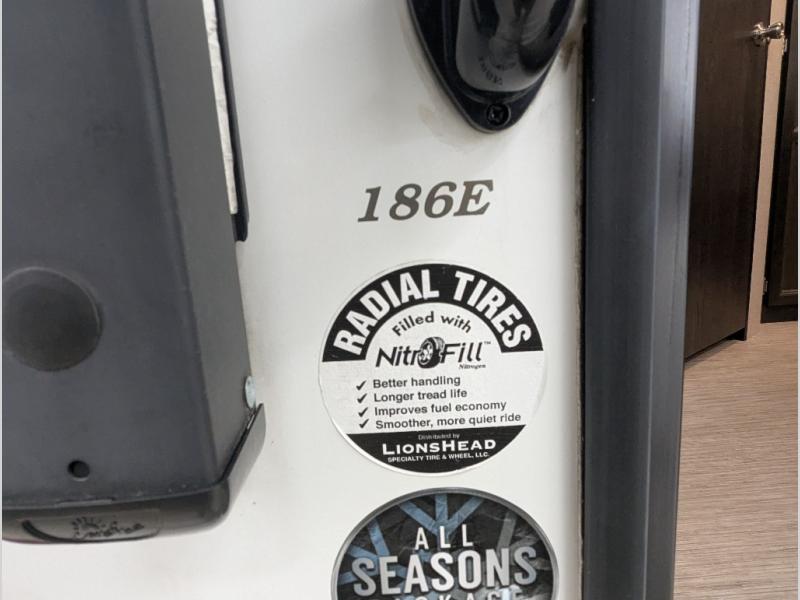 186E
RADIAL TIRES
Filled with
NitroFill™
Nitrogen
✓ Better handling
✓ Longer tread life
✓ Improves fuel economy
✓ Smoother, more quiet ride
Distributed by
LIONSHEAD
SPECIALTY TIRE & WHEEL, LLC.
ALL
SEASONS